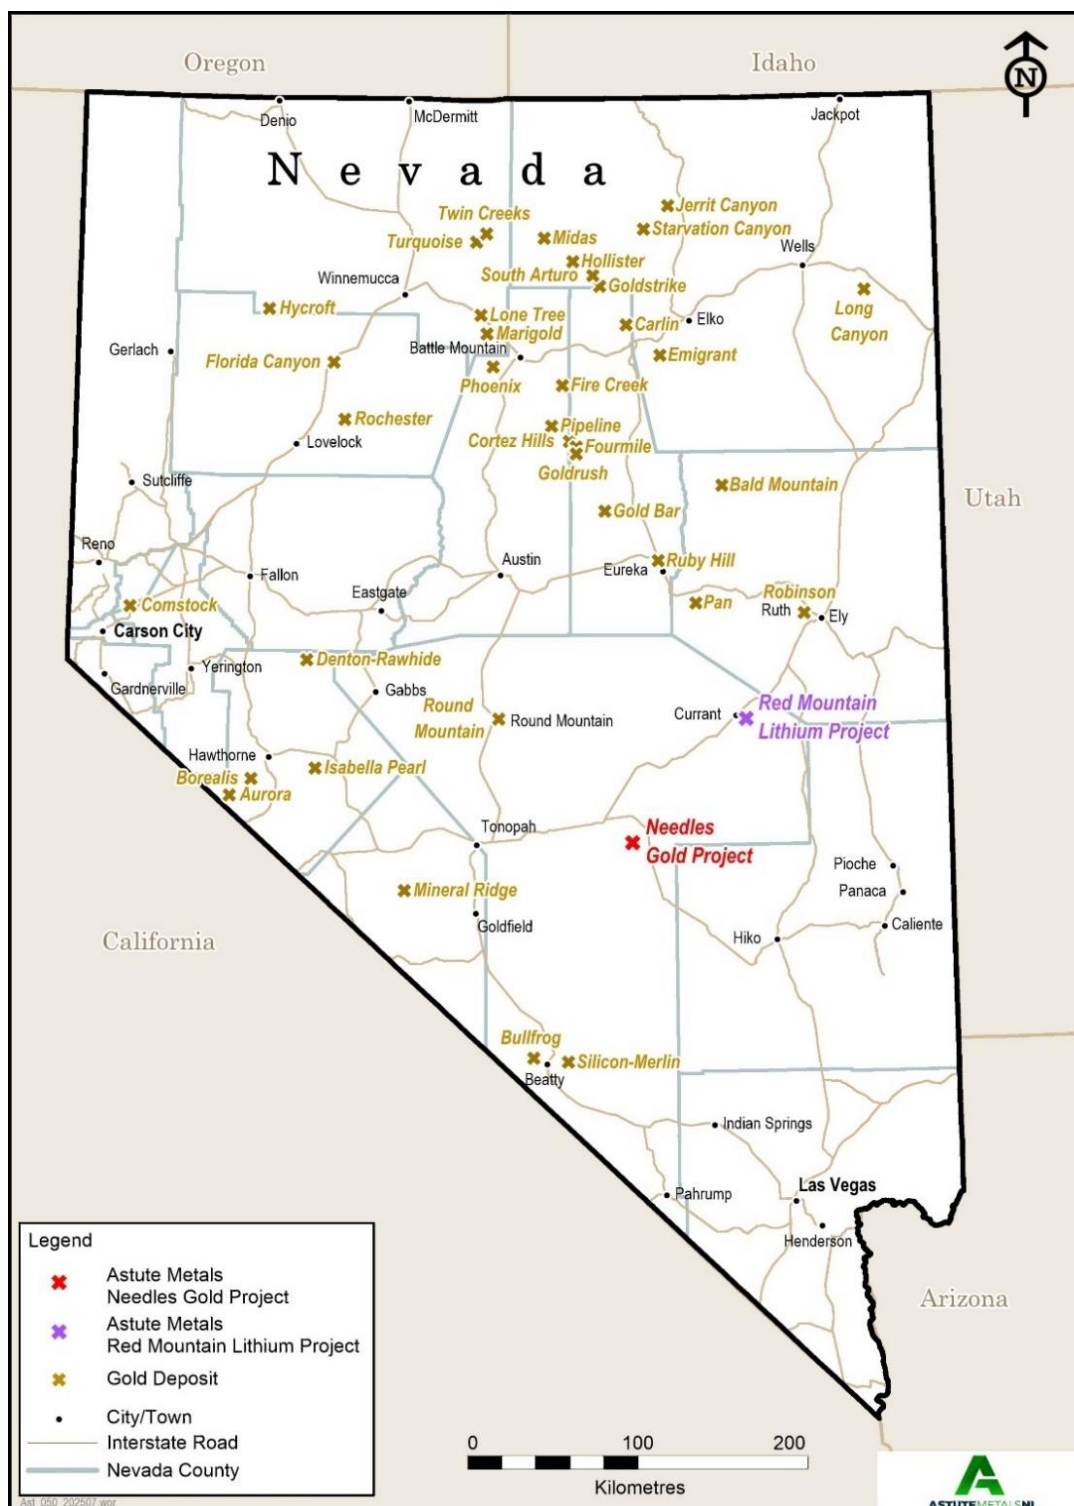 Oregon
Idaho
N
Denio
McDermitt
Jackpot
Nevada
Jerrit Canyon
Twin Creeks
Starvation Canyon
Turquoise
Midas
Wells
Hollister
South Arturo
Winnemucca
Goldstrike
Hycroft
Lone Tree
Long
Canyon
Carlin
Elko
Marigold
Gerlach
Battle Mountain
Florida Canyon
Emigrant
Phoenix
Fire Creek
Rochester
Pipeline
Lovelock
Cortez Hills
Fourmile
Goldrush
Sutcliffe
Bald Mountain
Utah
Gold Bar
Reno
Austin
Ruby Hill
Eureka
Fallon
Eastgate
Robinson
Comstock
Pan
Ruth
Ely
Carson City
Denton-Rawhide
Yerington
Gardnerville
Gabbs
Round
Mountain
Round Mountain
Currant
Red Mountain
Lithium Project
Hawthorne
Isabella Pearl
Borealis
Aurora
Tonopah
Needles
Gold Project
Pioche
Mineral Ridge
Panaca
Goldfield
Caliente
Hiko
California
Bullfrog
Silicon-Merlin
Beatty
Indian Springs
Pahrump
Las Vegas
Henderson
Arizona
Legend
Astute Metals
Needles Gold Project
Astute Metals
Red Mountain Lithium Project
Gold Deposit
City/Town
Interstate Road
Nevada County
0 100 200
Kilometres
Ast_050_202507.wor
ASTUTEMETALSNL